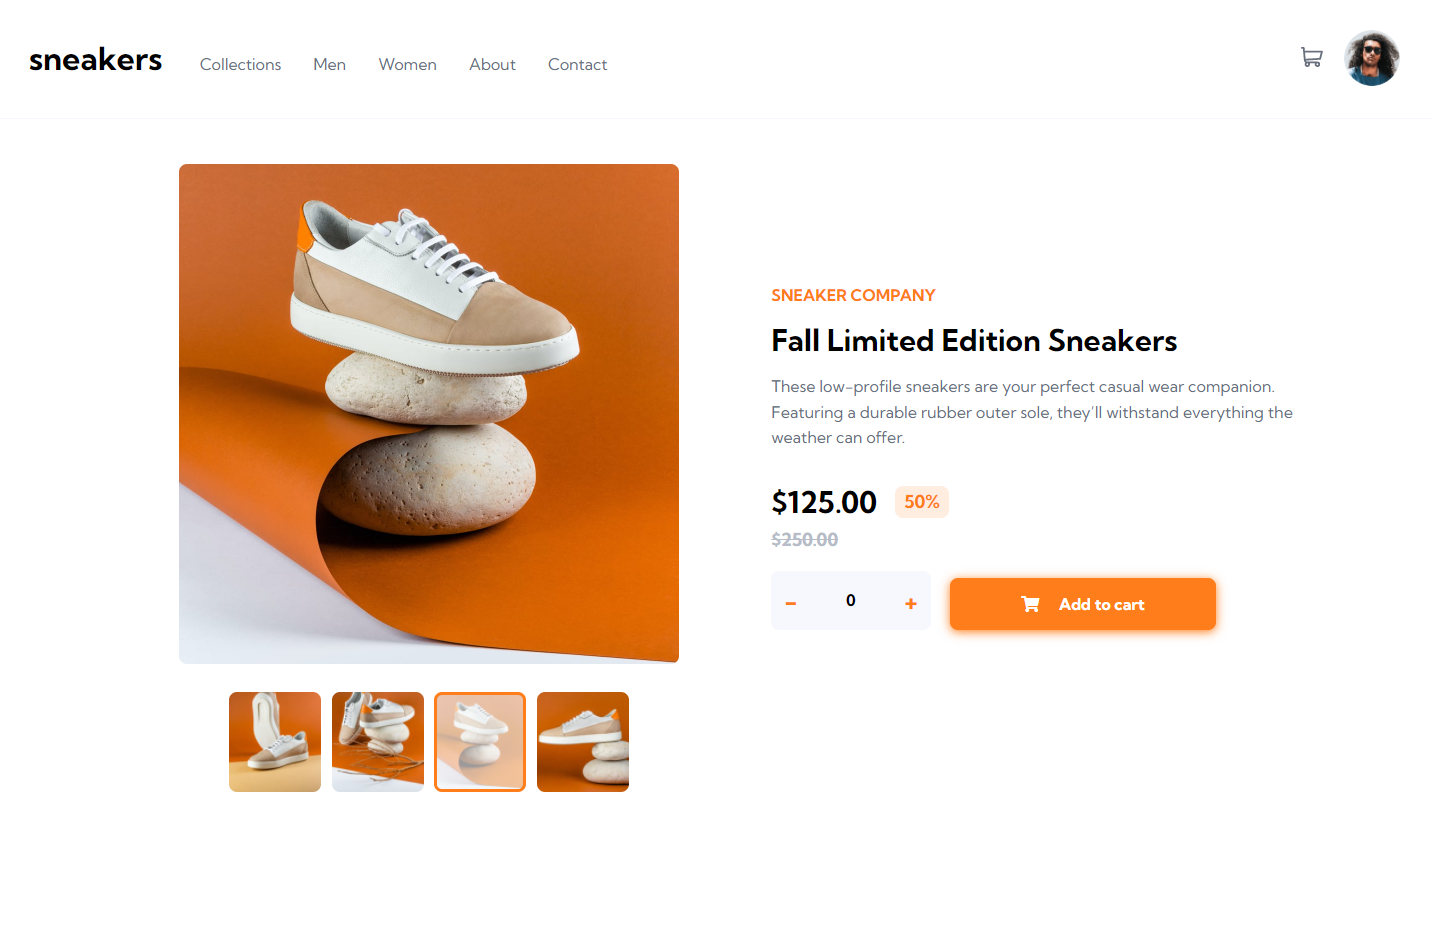 sneakers
Collections
Men
Women
About
Contact
SNEAKER COMPANY
Fall Limited Edition Sneakers
These low-profile sneakers are your perfect casual wear companion.
Featuring a durable rubber outer sole, they'll withstand everything the
weather can offer.
$125.00 50%
$250.00
- 0 +
Add to cart